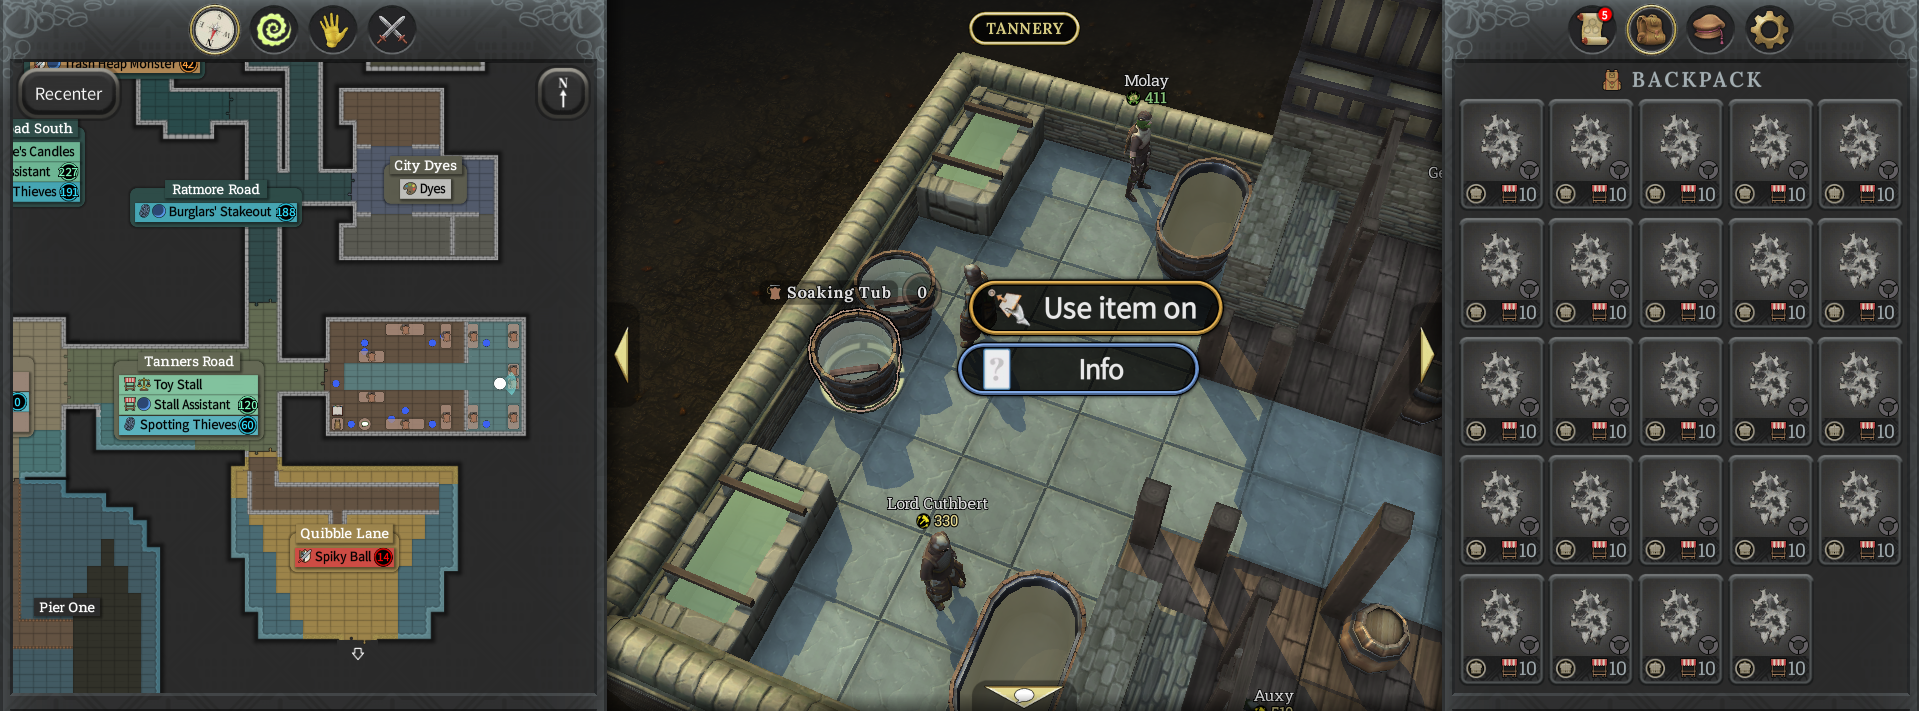 Trash Heap Monster 42
Recenter
N
ad South
e's Candles
ssistant 227
Thieves 191
Ratmore Road
Burglars' Stakeout 188
City Dyes
Dyes
Tanners Road
Toy Stall
Stall Assistant 120
Spotting Thieves 60
0
Quibble Lane
Spiky Ball 14
Pier One
TANNERY
Molay
411
Ge
Soaking Tub 0
Use item on
? Info
Lord Cuthbert
330
Auxy
510
5
BACKPACK
10 10 10 10 10
10 10 10 10 10
10 10 10 10 10
10 10 10 10 10
10 10 10 10